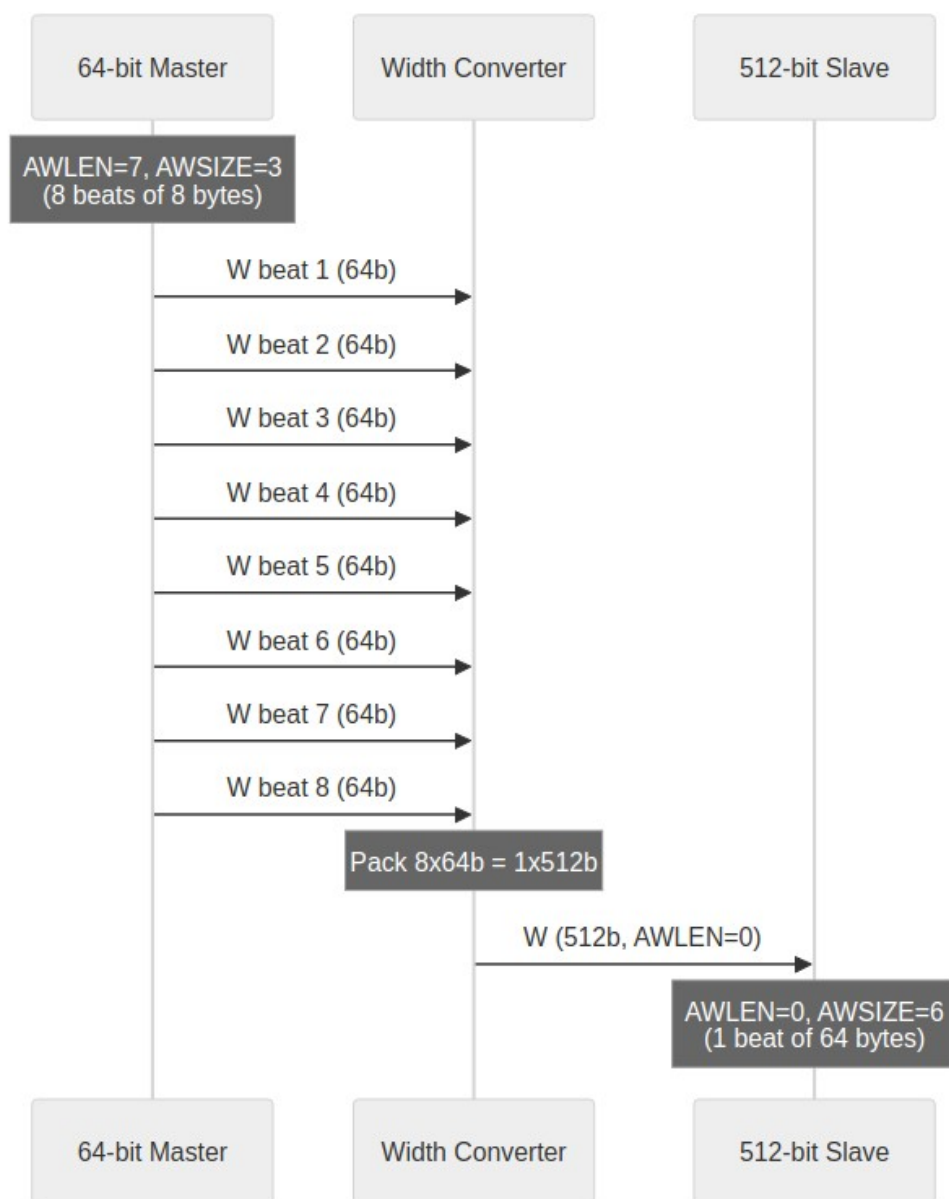 64-bit Master
Width Converter
512-bit Slave
AWLEN=7, AWSIZE=3
(8 beats of 8 bytes)
W beat 1 (64b)
W beat 2 (64b)
W beat 3 (64b)
W beat 4 (64b)
W beat 5 (64b)
W beat 6 (64b)
W beat 7 (64b)
W beat 8 (64b)
Pack 8x64b = 1x512b
W (512b, AWLEN=0)
AWLEN=0, AWSIZE=6
(1 beat of 64 bytes)
64-bit Master
Width Converter
512-bit Slave